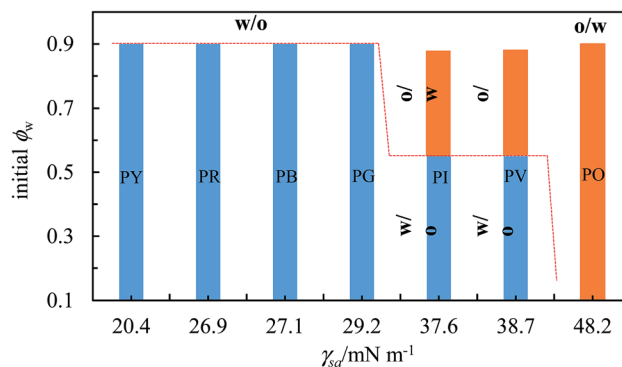 w/o
o/w
0.9
0.7
0.5
0.3
0.1
initial ϕw
o/
w
o/
PY
PR
PB
PG
PI
PV
PO
w/
o
w/
o
20.4
26.9
27.1
29.2
37.6
38.7
48.2
γsa/mN m-1